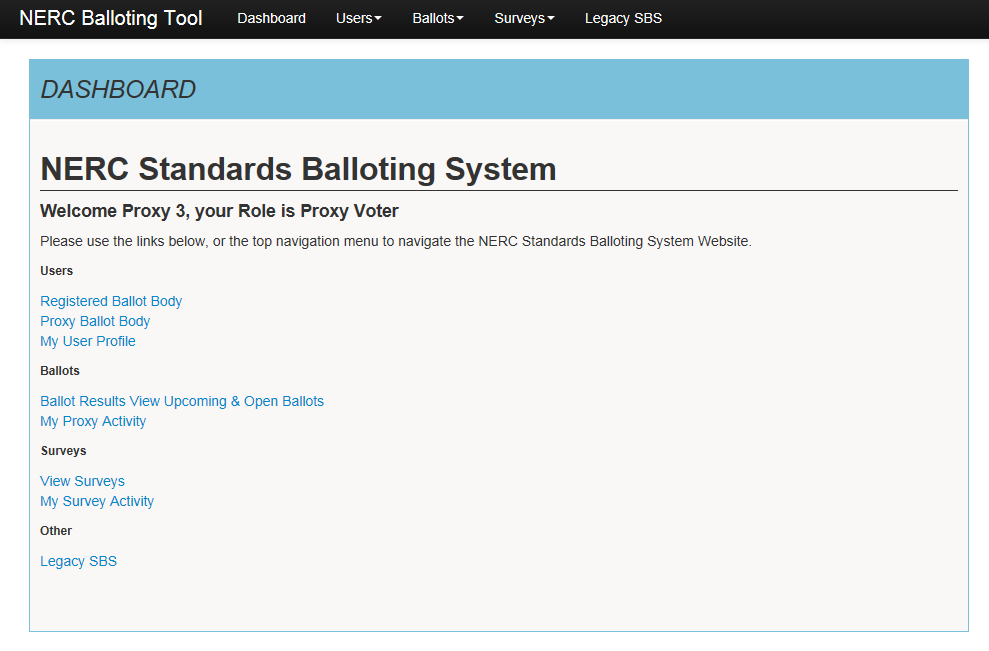 NERC Balloting Tool Dashboard Users Ballots Surveys Legacy SBS
DASHBOARD
NERC Standards Balloting System
Welcome Proxy 3, your Role is Proxy Voter
Please use the links below, or the top navigation menu to navigate the NERC Standards Balloting System Website.
Users
Registered Ballot Body
Proxy Ballot Body
My User Profile
Ballots
Ballot Results View Upcoming & Open Ballots
My Proxy Activity
Surveys
View Surveys
My Survey Activity
Other
Legacy SBS